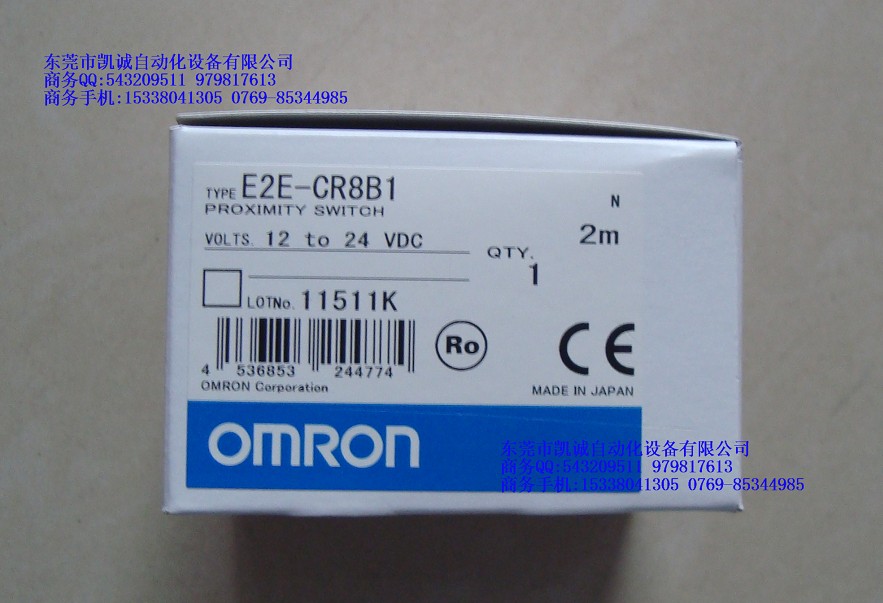 东莞市凯诚自动化设备有限公司
商务QQ:543209511 979817613
商务手机:15338041305 0769-85344985
TYPE E2E-CR8B1
PROXIMITY SWITCH
N
VOLTS. 12 to 24 VDC
2m
QTY.
1
LOTNo. 11511K
Ro
CE
4 536853 244774
OMRON Corporation
MADE IN JAPAN
OMRON
东莞市凯诚自动化设备有限公司
商务QQ:543209511 979817613
商务手机:15338041305 0769-85344985